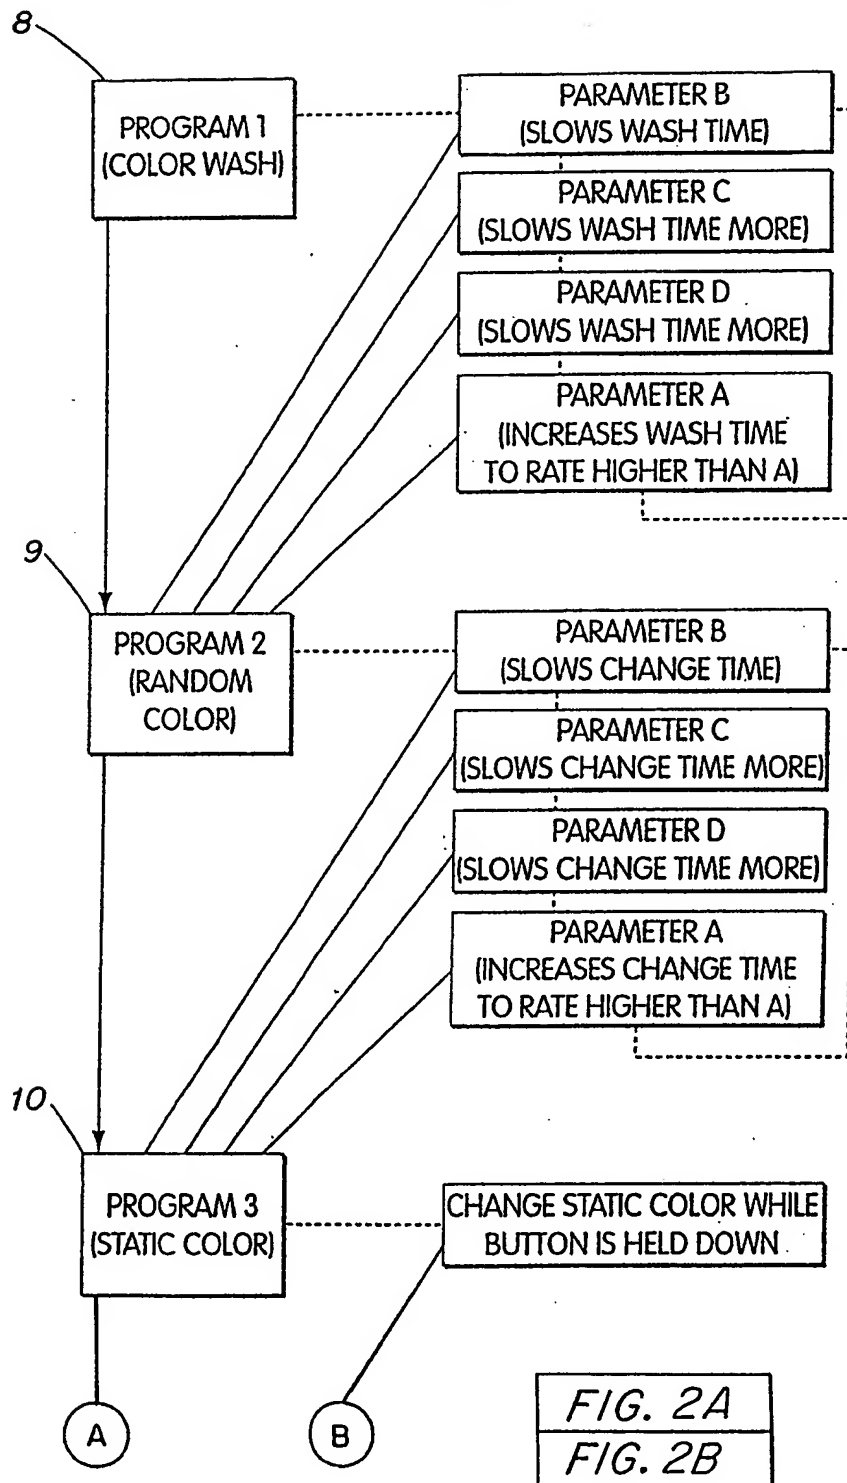 8
PROGRAM 1
(COLOR WASH)
PARAMETER B
(SLOWS WASH TIME)
PARAMETER C
(SLOWS WASH TIME MORE)
PARAMETER D
(SLOWS WASH TIME MORE)
PARAMETER A
(INCREASES WASH TIME
TO RATE HIGHER THAN A)
9
PROGRAM 2
(RANDOM
COLOR)
PARAMETER B
(SLOWS CHANGE TIME)
PARAMETER C
(SLOWS CHANGE TIME MORE)
PARAMETER D
(SLOWS CHANGE TIME MORE)
PARAMETER A
(INCREASES CHANGE TIME
TO RATE HIGHER THAN A)
10
PROGRAM 3
(STATIC COLOR)
CHANGE STATIC COLOR WHILE
BUTTON IS HELD DOWN
A
B
FIG. 2A
FIG. 2B